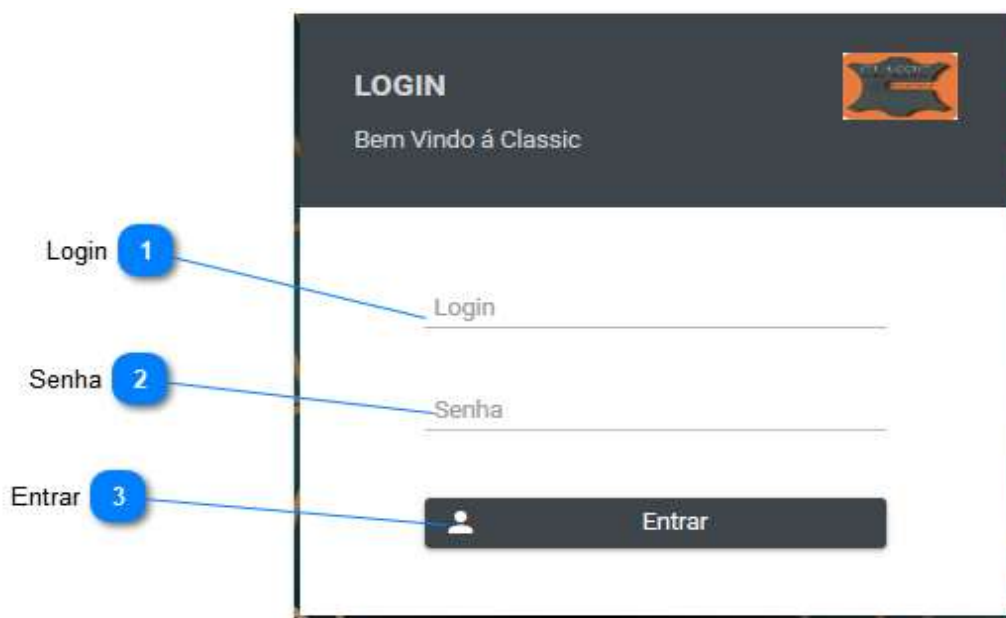 LOGIN
Bem Vindo á Classic
Login 1
Login
Senha 2
Senha
Entrar 3
Entrar